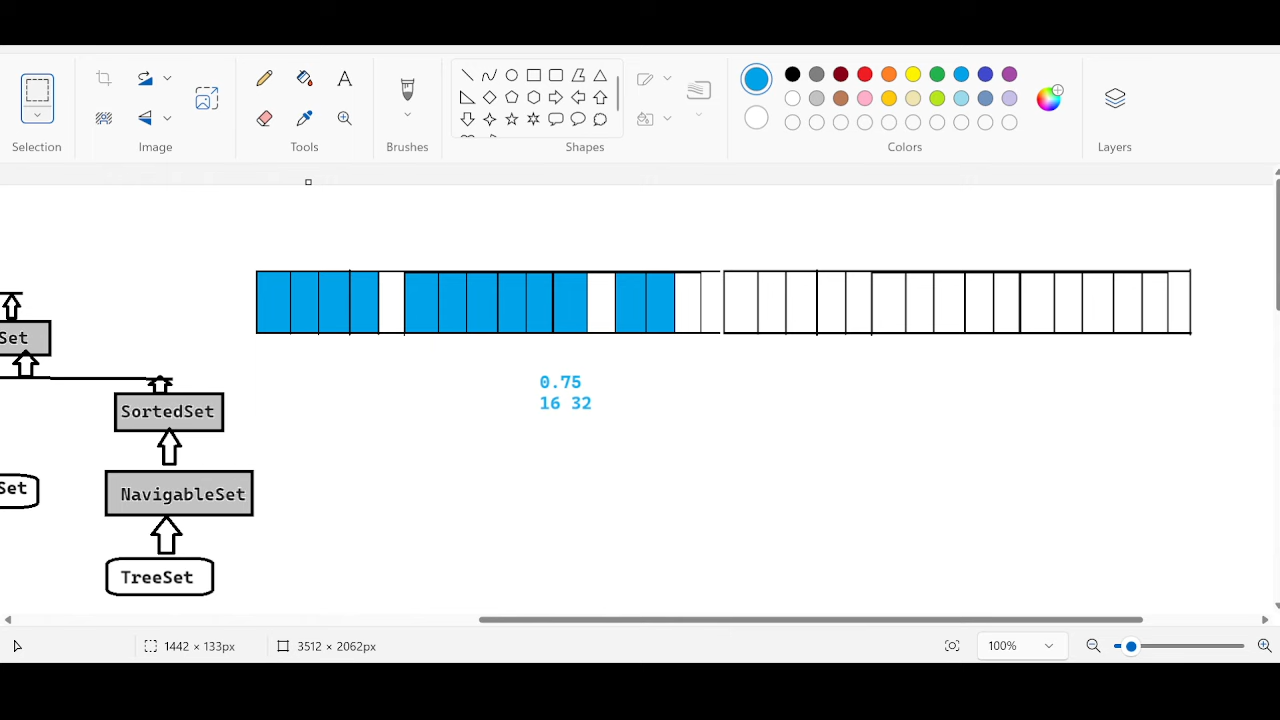 Selection
Image
Tools
Brushes
Shapes
Colors
Layers
Set
SortedSet
0.75
16 32
Set
NavigableSet
TreeSet
1442 × 133px
3512 × 2062px
100%